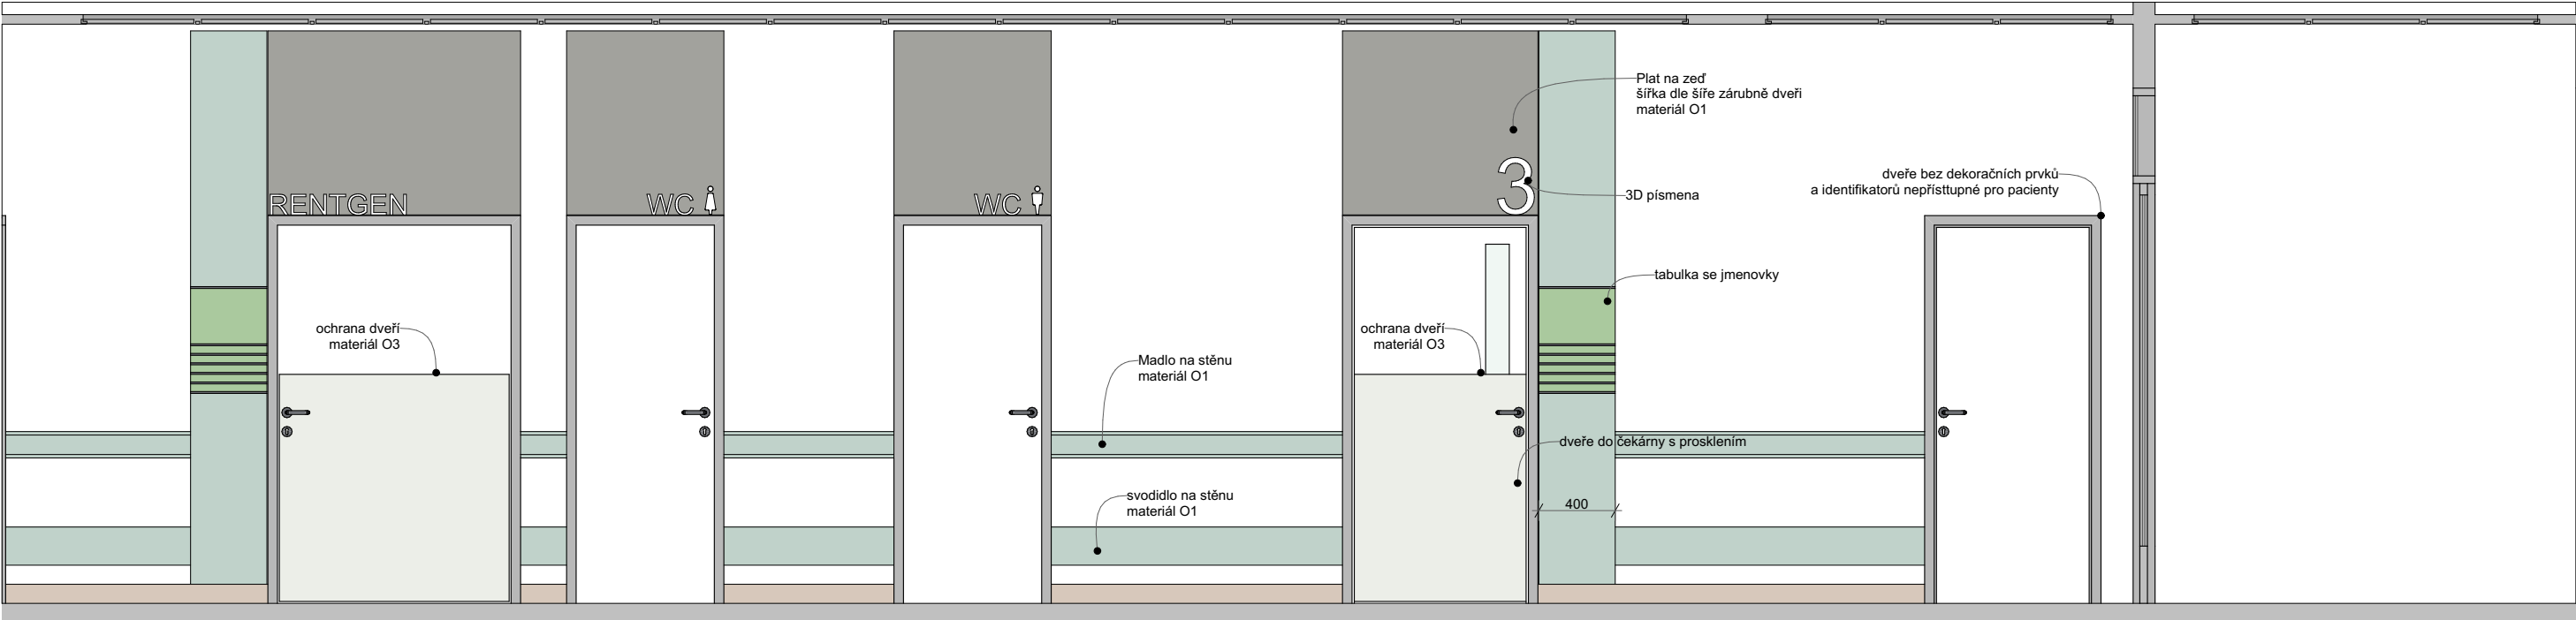 Plat na zeď
šířka dle šíře zárubně dveři
materiál O1
dveře bez dekoračních prvků
a identifikatorů nepřísttupné pro pacienty
RENTGEN
WC
WC
3
3D písmena
tabulka se jmenovky
ochrana dveří
materiál O3
ochrana dveří
materiál O3
Madlo na stěnu
materiál O1
dveře do čekárny s prosklením
svodidlo na stěnu
materiál O1
400